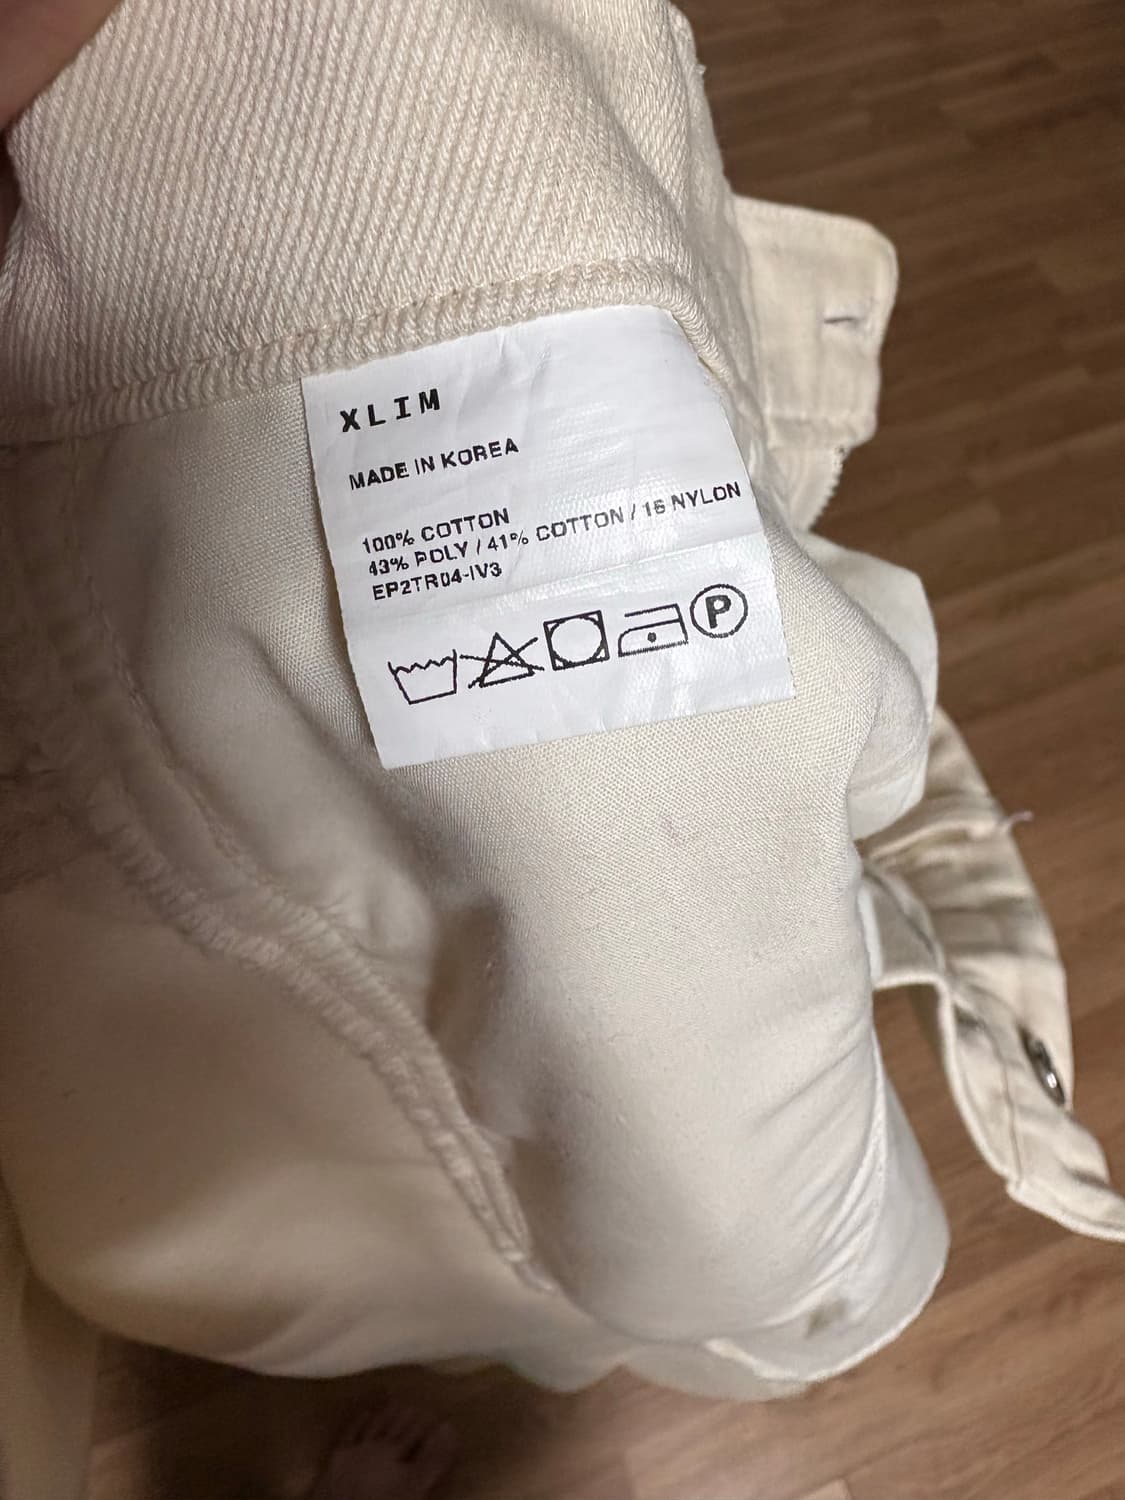 XLIM
MADE IN KOREA
100% COTTON
43% POLY / 41% COTTON / 16 NYLON
EP2TR04-IV3
P